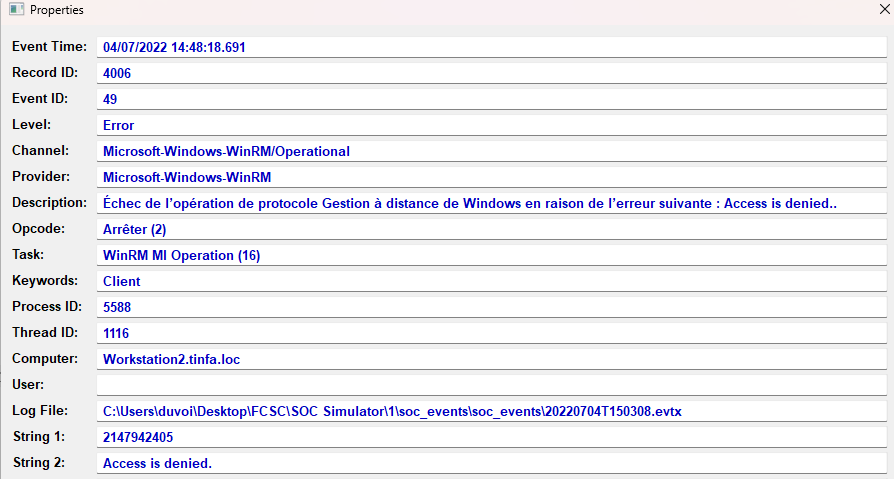 Properties
Event Time: 04/07/2022 14:48:18.691
Record ID: 4006
Event ID: 49
Level: Error
Channel: Microsoft-Windows-WinRM/Operational
Provider: Microsoft-Windows-WinRM
Description: Échec de l’opération de protocole Gestion à distance de Windows en raison de l’erreur suivante : Access is denied..
Opcode: Arrêter (2)
Task: WinRM MI Operation (16)
Keywords: Client
Process ID: 5588
Thread ID: 1116
Computer: Workstation2.tinfa.loc
User:
Log File: C:\Users\duvoi\Desktop\FCSC\SOC Simulator\1\soc_events\soc_events\20220704T150308.evtx
String 1: 2147942405
String 2: Access is denied.